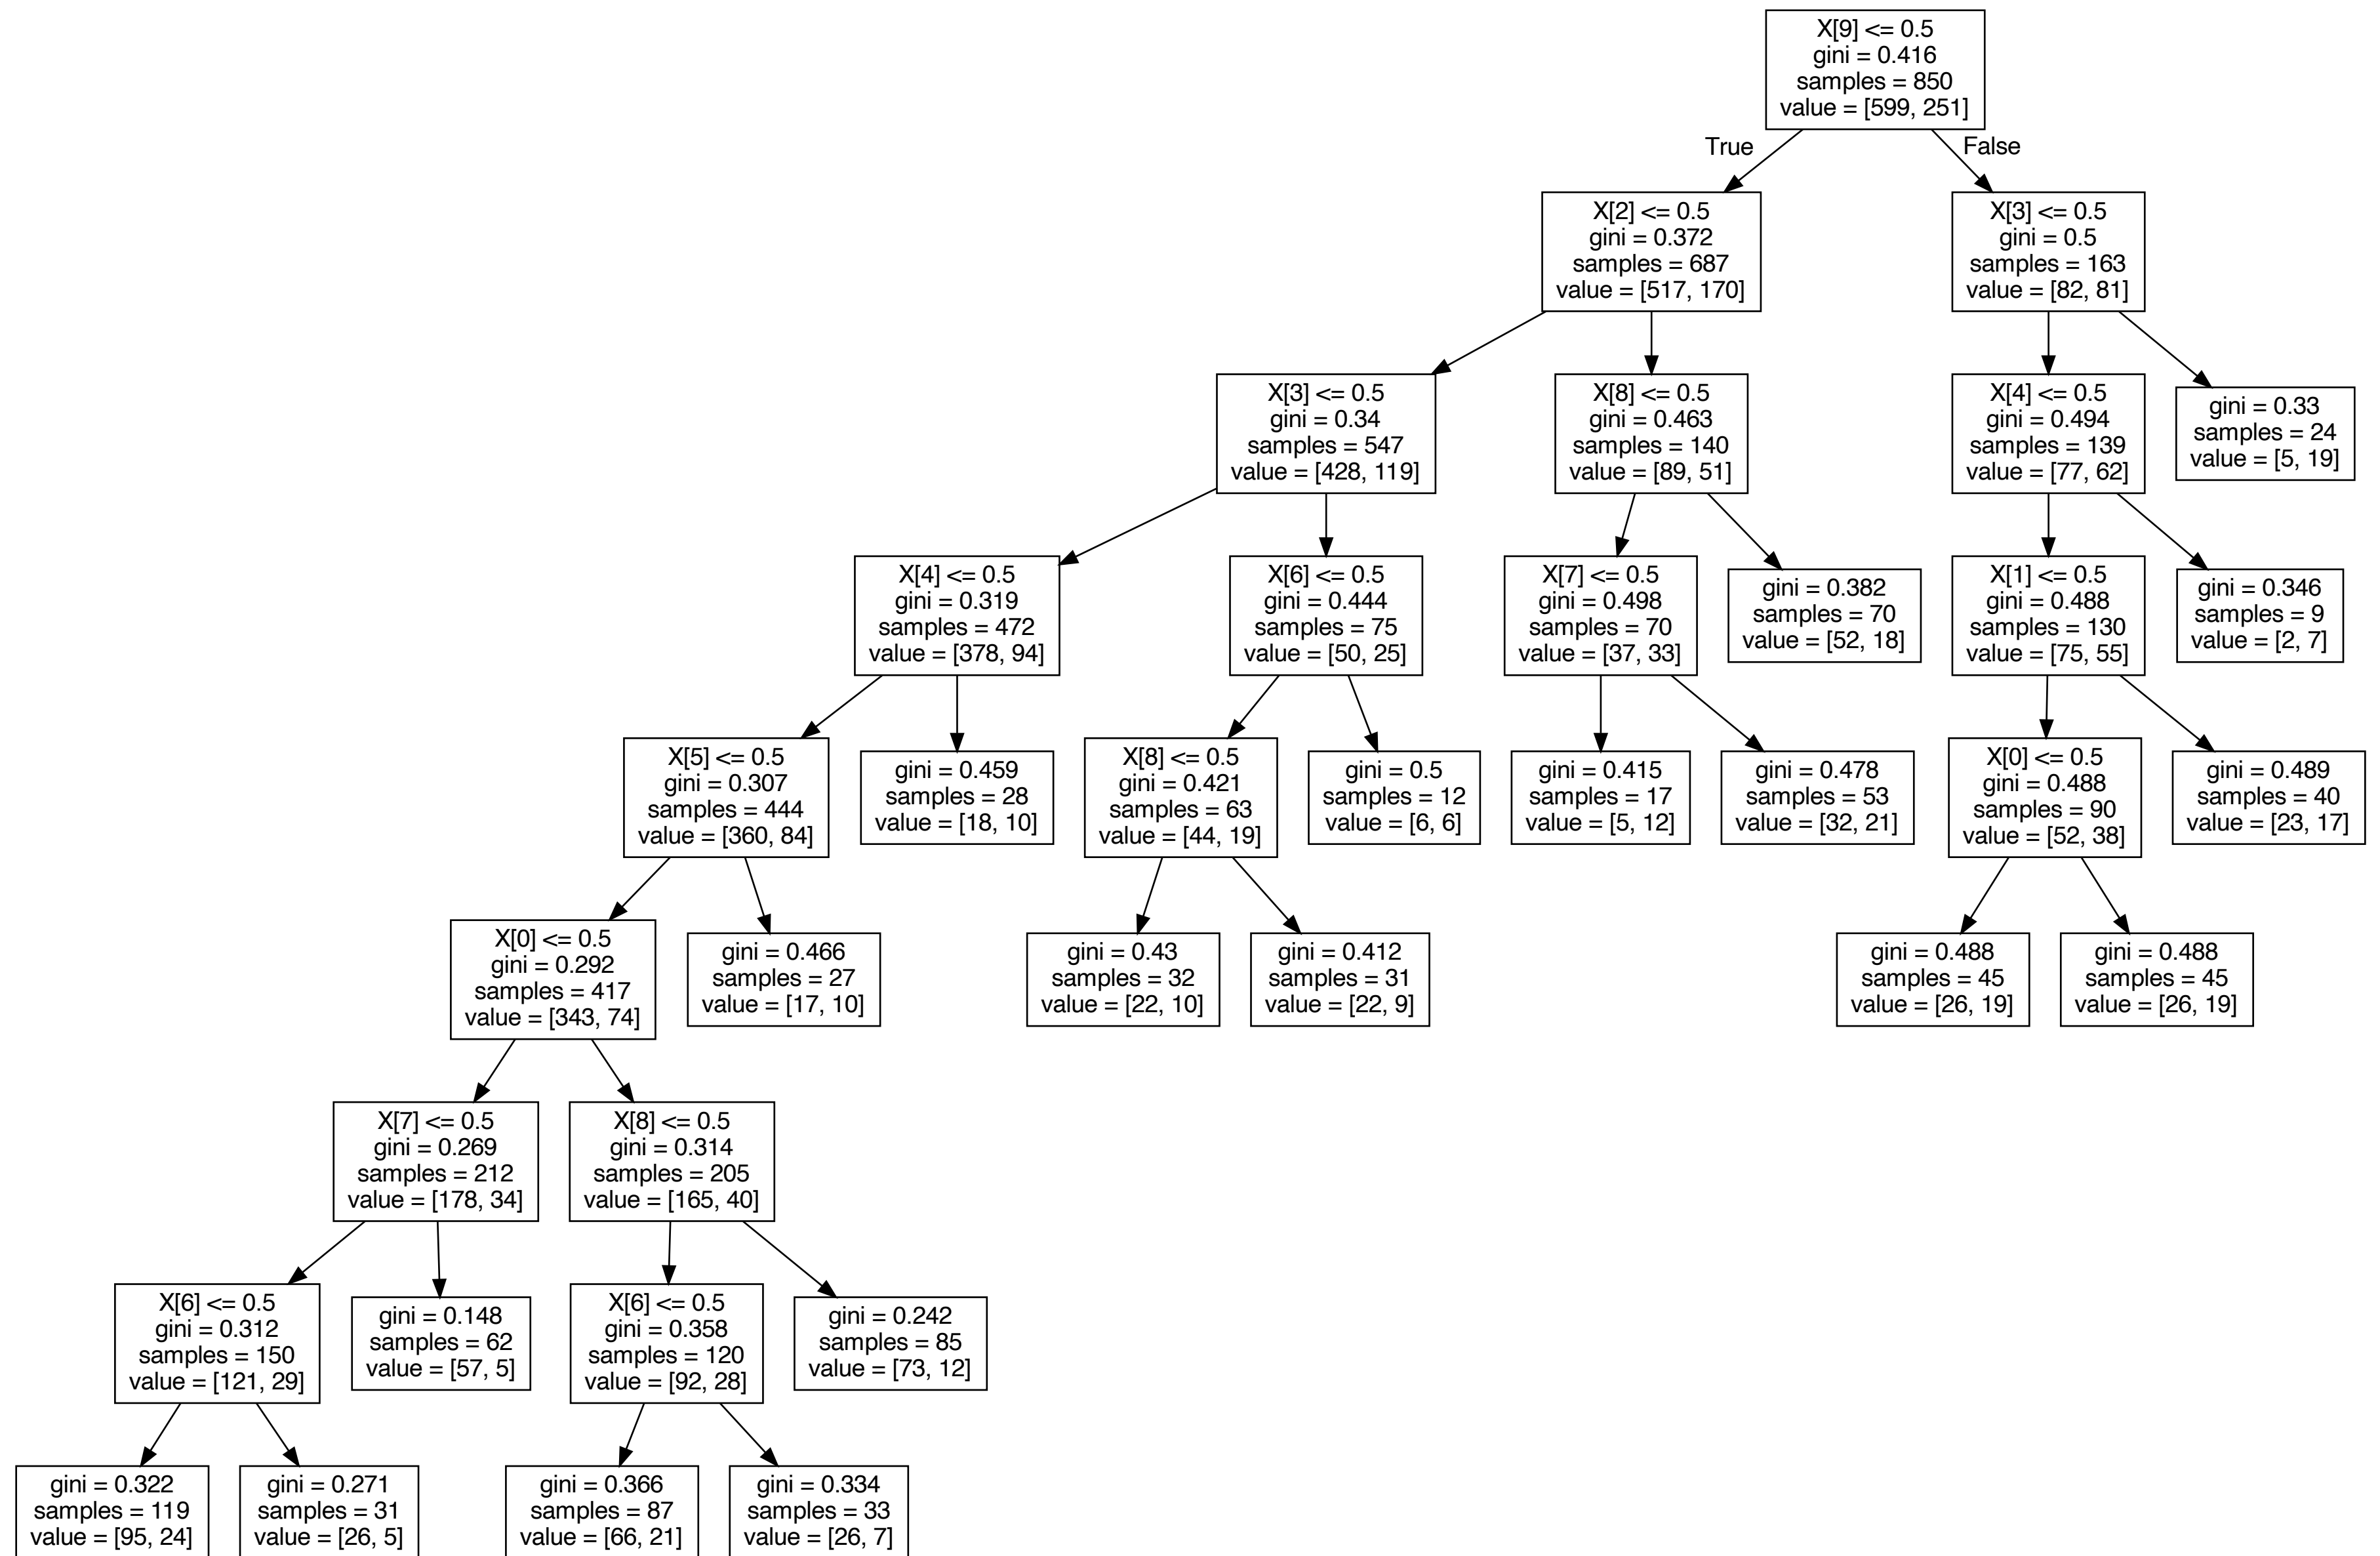 X[9] <= 0.5
gini = 0.416
samples = 850
value = [599, 251]
True
False
X[2] <= 0.5
gini = 0.372
samples = 687
value = [517, 170]
X[3] <= 0.5
gini = 0.5
samples = 163
value = [82, 81]
X[3] <= 0.5
gini = 0.34
samples = 547
value = [428, 119]
X[8] <= 0.5
gini = 0.463
samples = 140
value = [89, 51]
X[4] <= 0.5
gini = 0.494
samples = 139
value = [77, 62]
gini = 0.33
samples = 24
value = [5, 19]
X[4] <= 0.5
gini = 0.319
samples = 472
value = [378, 94]
X[6] <= 0.5
gini = 0.444
samples = 75
value = [50, 25]
X[7] <= 0.5
gini = 0.498
samples = 70
value = [37, 33]
gini = 0.382
samples = 70
value = [52, 18]
X[1] <= 0.5
gini = 0.488
samples = 130
value = [75, 55]
gini = 0.346
samples = 9
value = [2, 7]
X[5] <= 0.5
gini = 0.307
samples = 444
value = [360, 84]
gini = 0.459
samples = 28
value = [18, 10]
X[8] <= 0.5
gini = 0.421
samples = 63
value = [44, 19]
gini = 0.5
samples = 12
value = [6, 6]
gini = 0.415
samples = 17
value = [5, 12]
gini = 0.478
samples = 53
value = [32, 21]
X[0] <= 0.5
gini = 0.488
samples = 90
value = [52, 38]
gini = 0.489
samples = 40
value = [23, 17]
X[0] <= 0.5
gini = 0.292
samples = 417
value = [343, 74]
gini = 0.466
samples = 27
value = [17, 10]
gini = 0.43
samples = 32
value = [22, 10]
gini = 0.412
samples = 31
value = [22, 9]
gini = 0.488
samples = 45
value = [26, 19]
gini = 0.488
samples = 45
value = [26, 19]
X[7] <= 0.5
gini = 0.269
samples = 212
value = [178, 34]
X[8] <= 0.5
gini = 0.314
samples = 205
value = [165, 40]
X[6] <= 0.5
gini = 0.312
samples = 150
value = [121, 29]
gini = 0.148
samples = 62
value = [57, 5]
X[6] <= 0.5
gini = 0.358
samples = 120
value = [92, 28]
gini = 0.242
samples = 85
value = [73, 12]
gini = 0.322
samples = 119
value = [95, 24]
gini = 0.271
samples = 31
value = [26, 5]
gini = 0.366
samples = 87
value = [66, 21]
gini = 0.334
samples = 33
value = [26, 7]